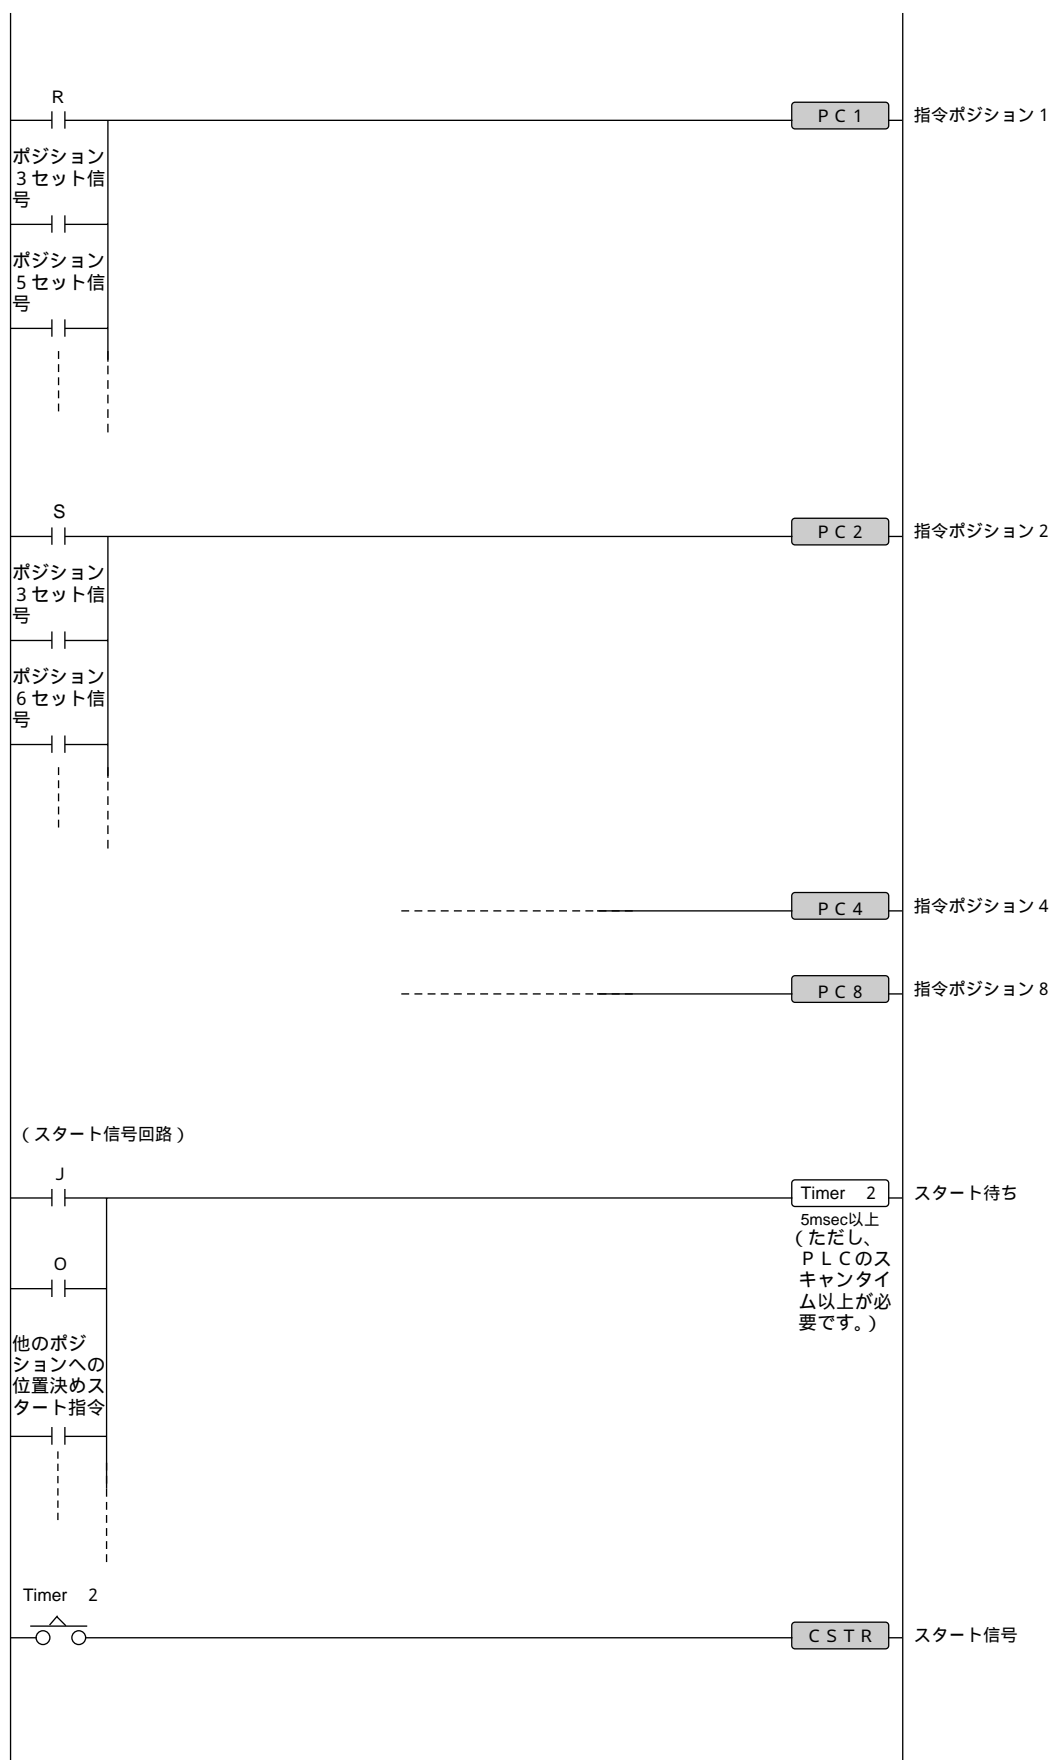 R
ＰＣ１
指令ポジション１
ポジション
３セット信
号
ポジション
５セット信
号
S
ＰＣ２
指令ポジション２
ポジション
３セット信
号
ポジション
６セット信
号
ＰＣ４
指令ポジション４
ＰＣ８
指令ポジション８
（スタート信号回路）
J
Timer 2
スタート待ち
5msec以上
（ただし、
ＰＬＣのス
キャンタイ
ム以上が必
要です。）
O
他のポジ
ションへの
位置決めス
タート指令
Timer 2
ＣＳＴＲ
スタート信号